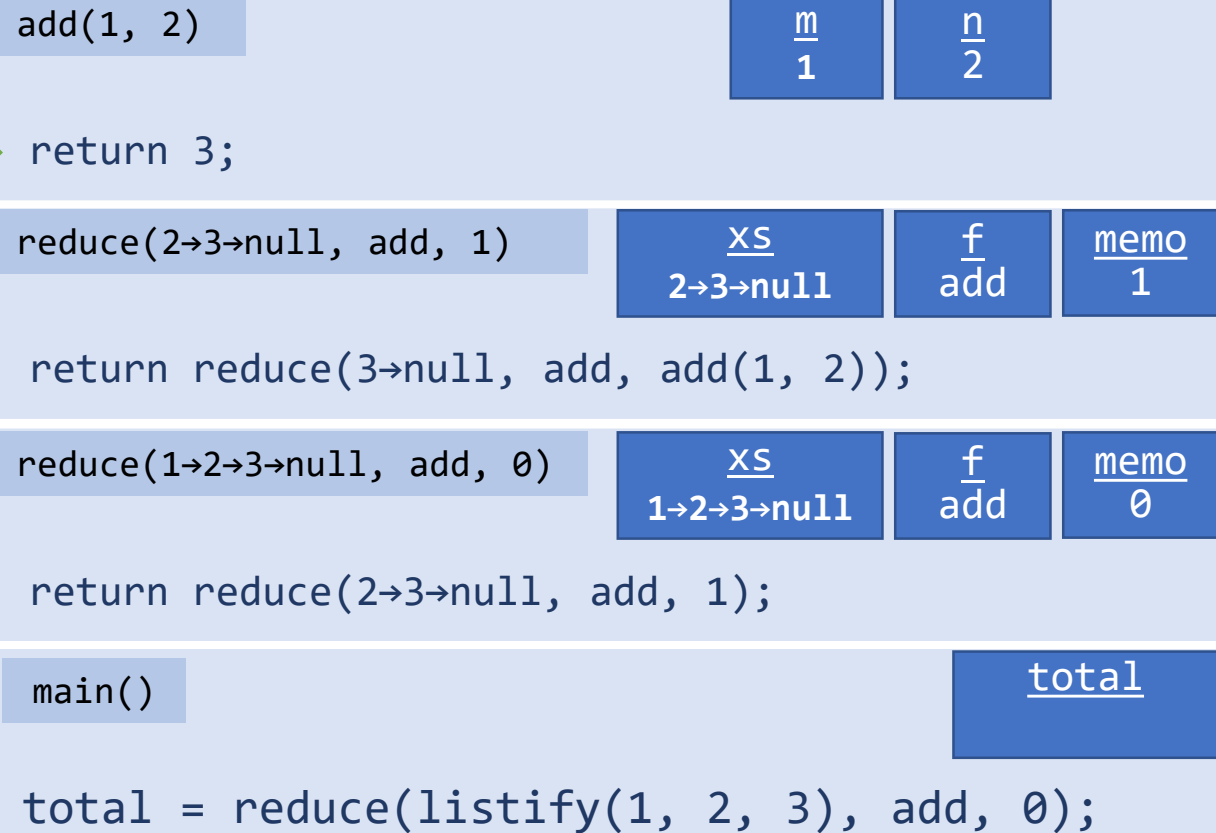 add(1, 2)
m
1
n
2
return 3;
reduce(2→3→null, add, 1)
xs
2→3→null
f
add
memo
1
return reduce(3→null, add, add(1, 2));
reduce(1→2→3→null, add, 0)
xs
1→2→3→null
f
add
memo
0
return reduce(2→3→null, add, 1);
main()
total
total = reduce(listify(1, 2, 3), add, 0);